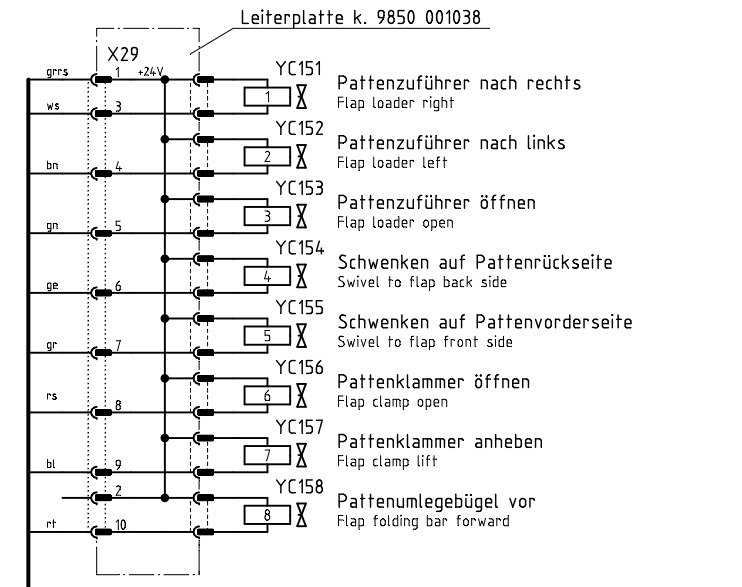 Leiterplatte k. 9850 001038
X29
grrs 1 +24V YC151
1 Pattenzuführer nach rechts
Flap loader right
ws 3
YC152
2 Pattenzuführer nach links
Flap loader left
bn 4
YC153
3 Pattenzuführer öffnen
Flap loader open
gn 5
YC154
4 Schwenken auf Pattenrückseite
Swivel to flap back side
ge 6
YC155
5 Schwenken auf Pattenvorderseite
Swivel to flap front side
gr 7
YC156
6 Pattenklammer öffnen
Flap clamp open
rs 8
YC157
7 Pattenklammer anheben
Flap clamp lift
bl 9
2 YC158
8 Pattenumlegebügel vor
Flap folding bar forward
rt 10